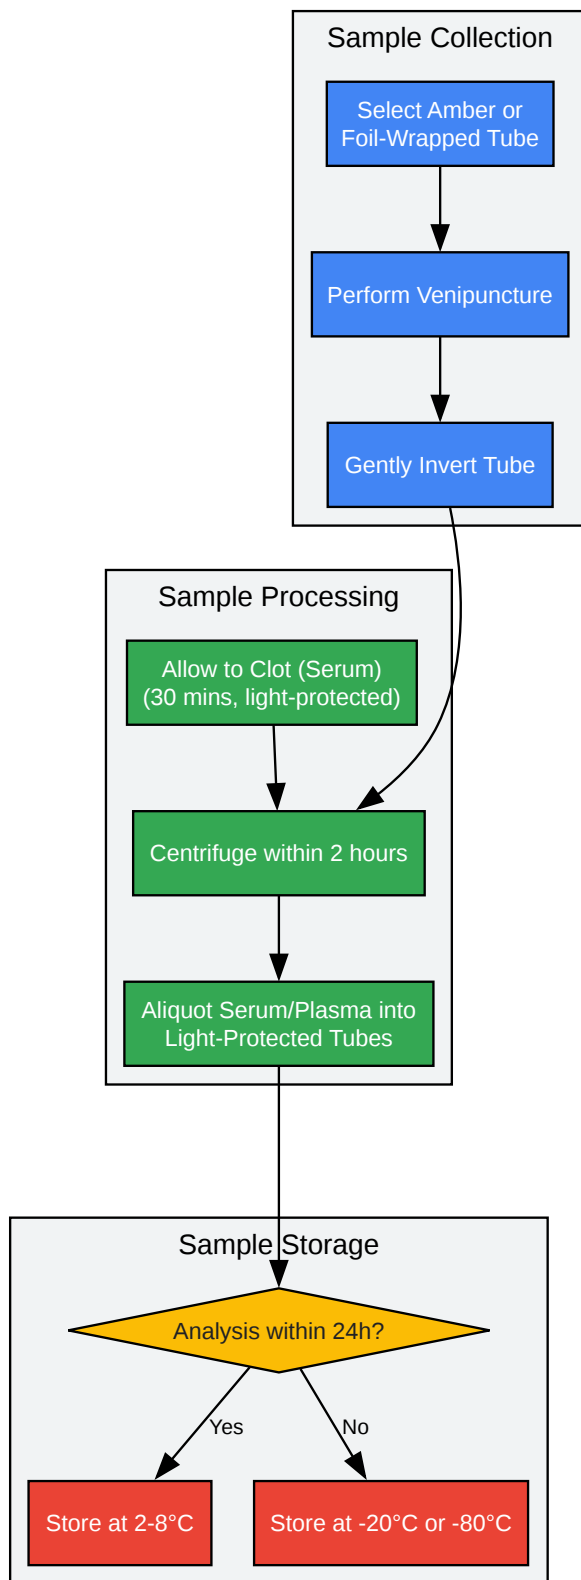 Sample Collection
Select Amber or
Foil-Wrapped Tube
Perform Venipuncture
Gently Invert Tube
Sample Processing
Allow to Clot (Serum)
(30 mins, light-protected)
Centrifuge within 2 hours
Aliquot Serum/Plasma into
Light-Protected Tubes
Sample Storage
Analysis within 24h?
Yes
No
Store at 2-8°C
Store at -20°C or -80°C